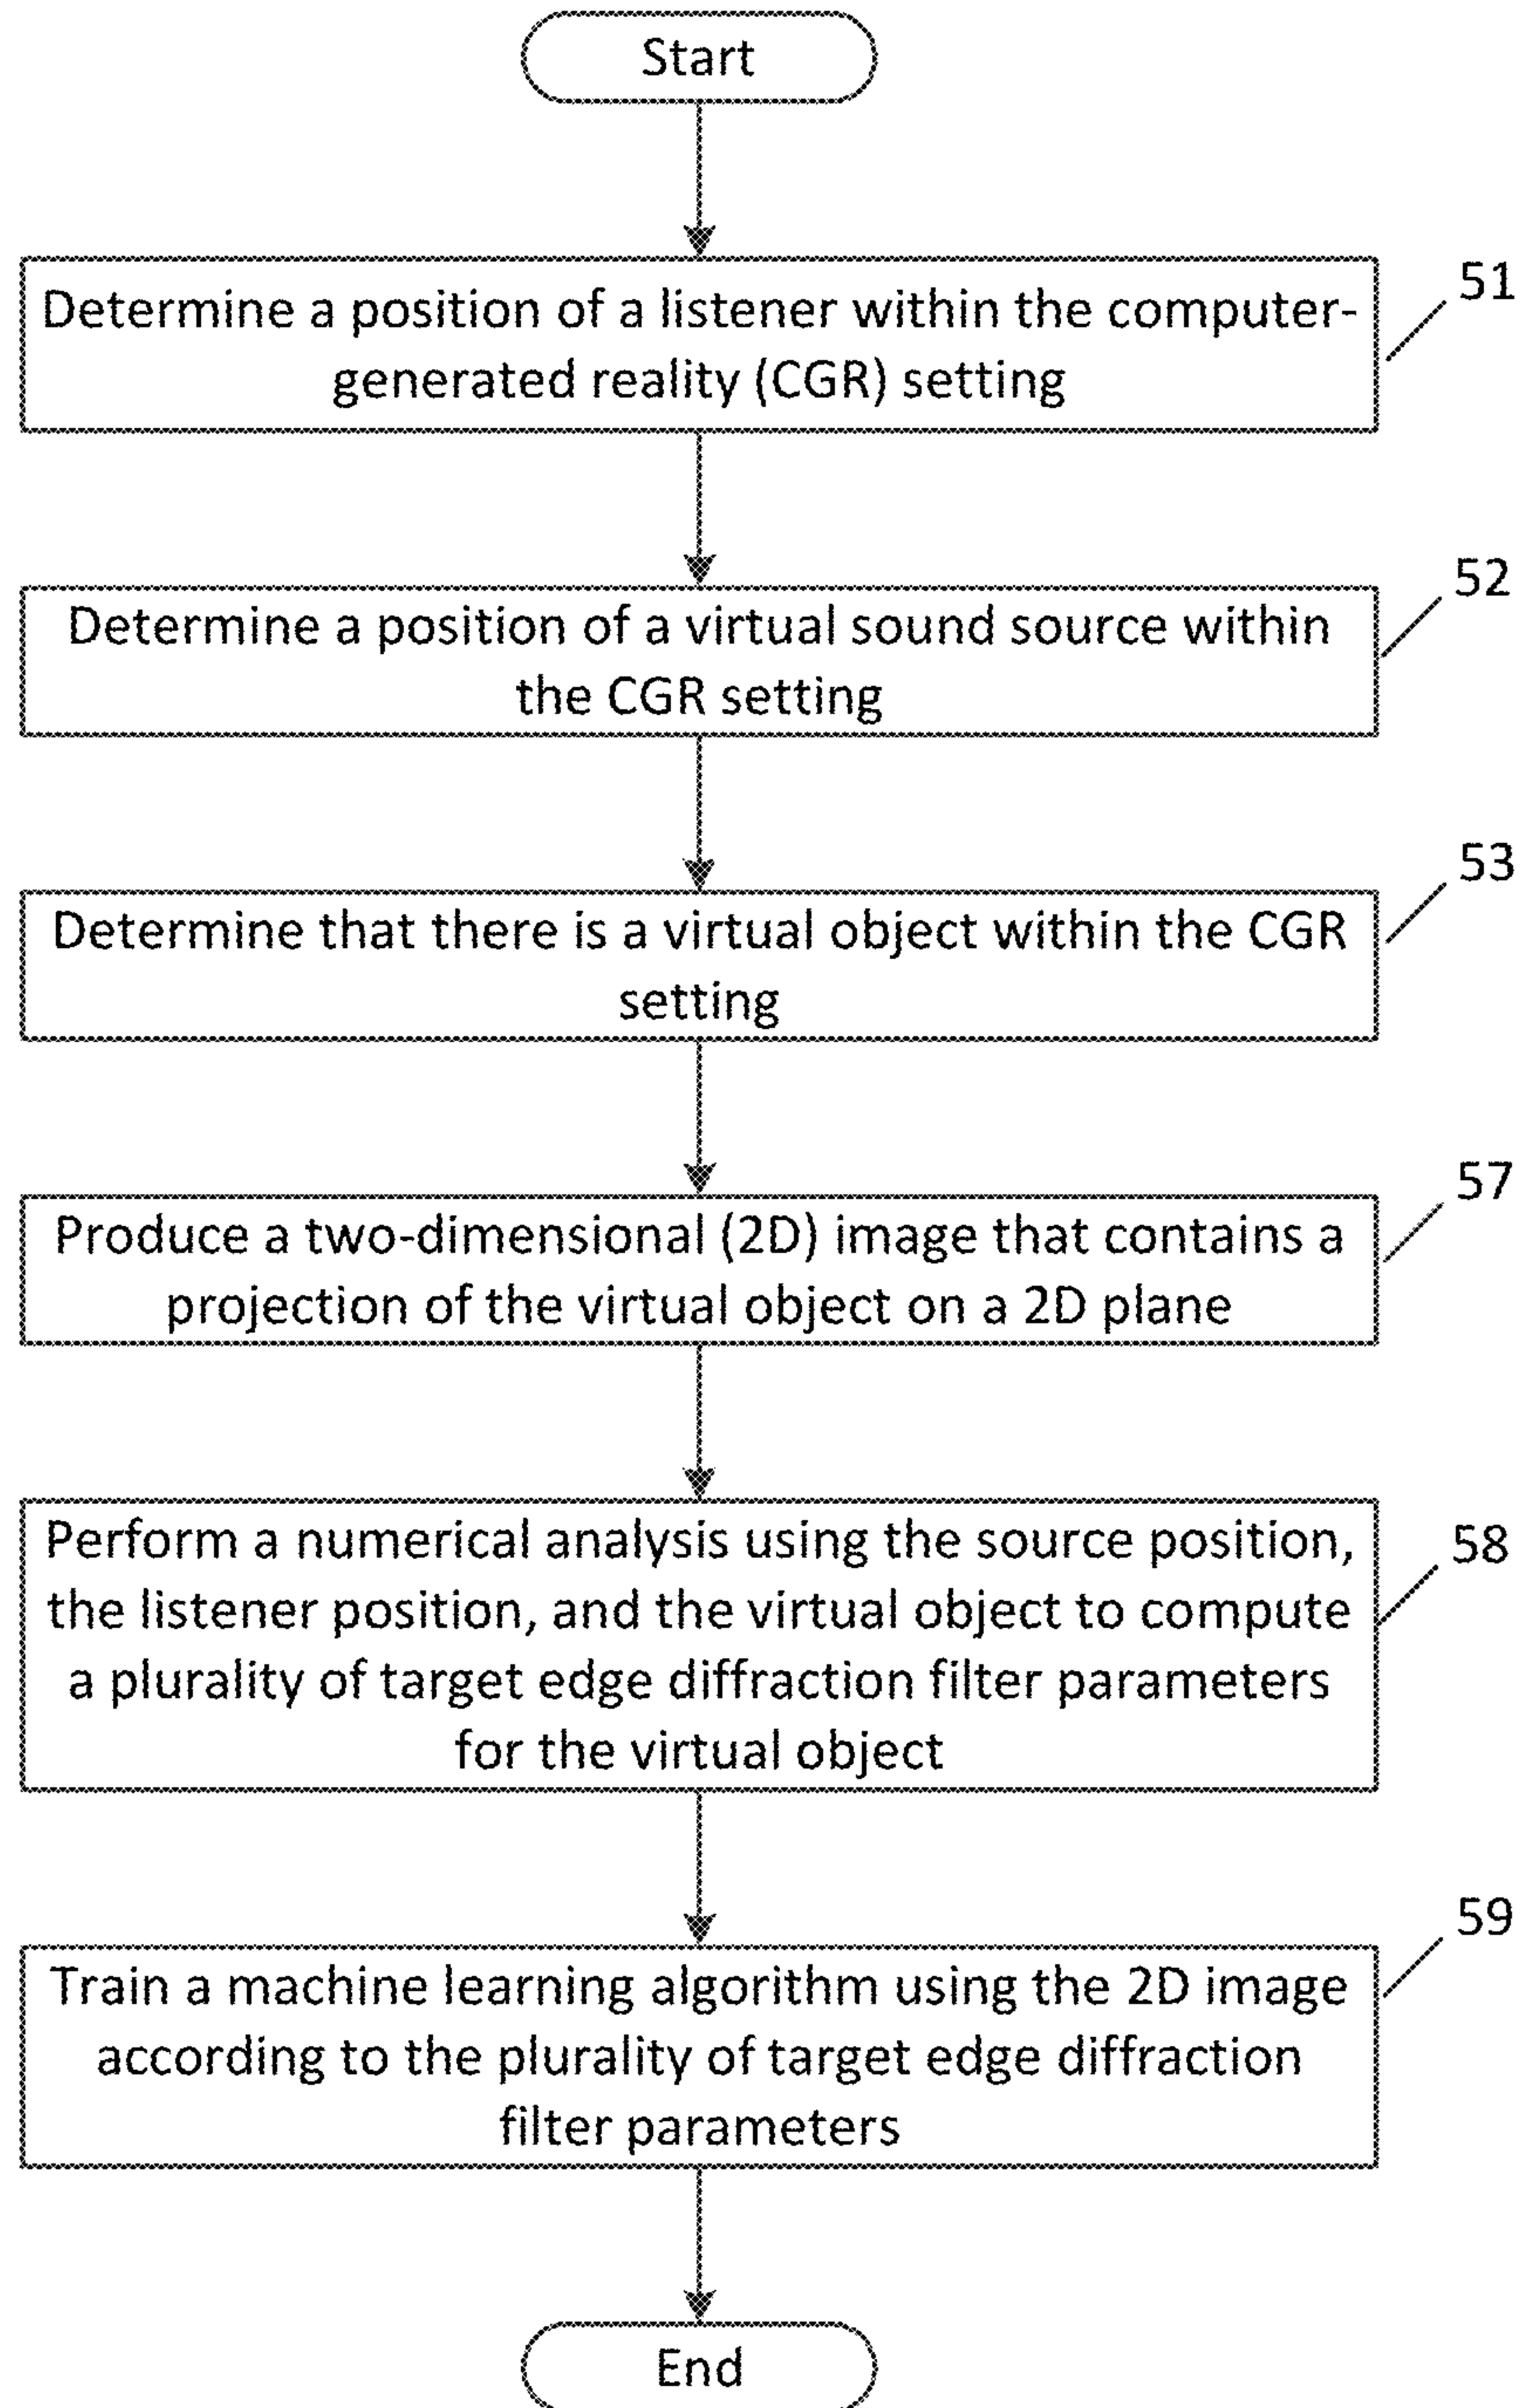 Start
Determine a position of a listener within the computer-
generated reality (CGR) setting
51
Determine a position of a virtual sound source within
the CGR setting
52
Determine that there is a virtual object within the CGR
setting
53
Produce a two-dimensional (2D) image that contains a
projection of the virtual object on a 2D plane
57
Perform a numerical analysis using the source position,
the listener position, and the virtual object to compute
a plurality of target edge diffraction filter parameters
for the virtual object
58
Train a machine learning algorithm using the 2D image
according to the plurality of target edge diffraction
filter parameters
59
End